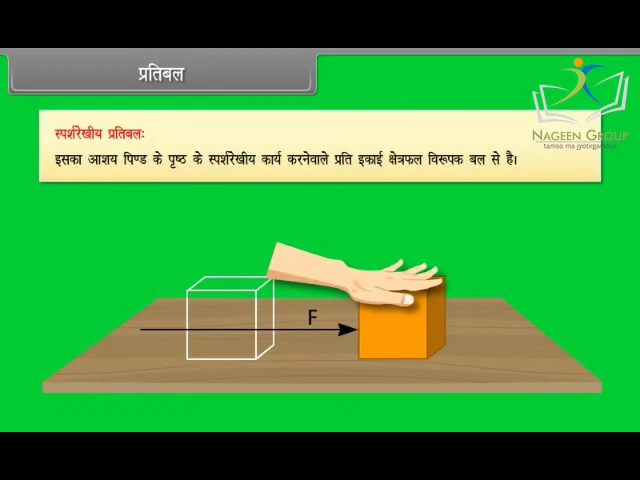 प्रतिबल
NAGEEN GROUP
tamso ma jyotirgamaya
स्पर्शरेखीय प्रतिबलः
इसका आशय पिण्ड के पृष्ठ के स्पर्शरेखीय कार्य करनेवाले प्रति इकाई क्षेत्रफल विरूपक बल से है।
F